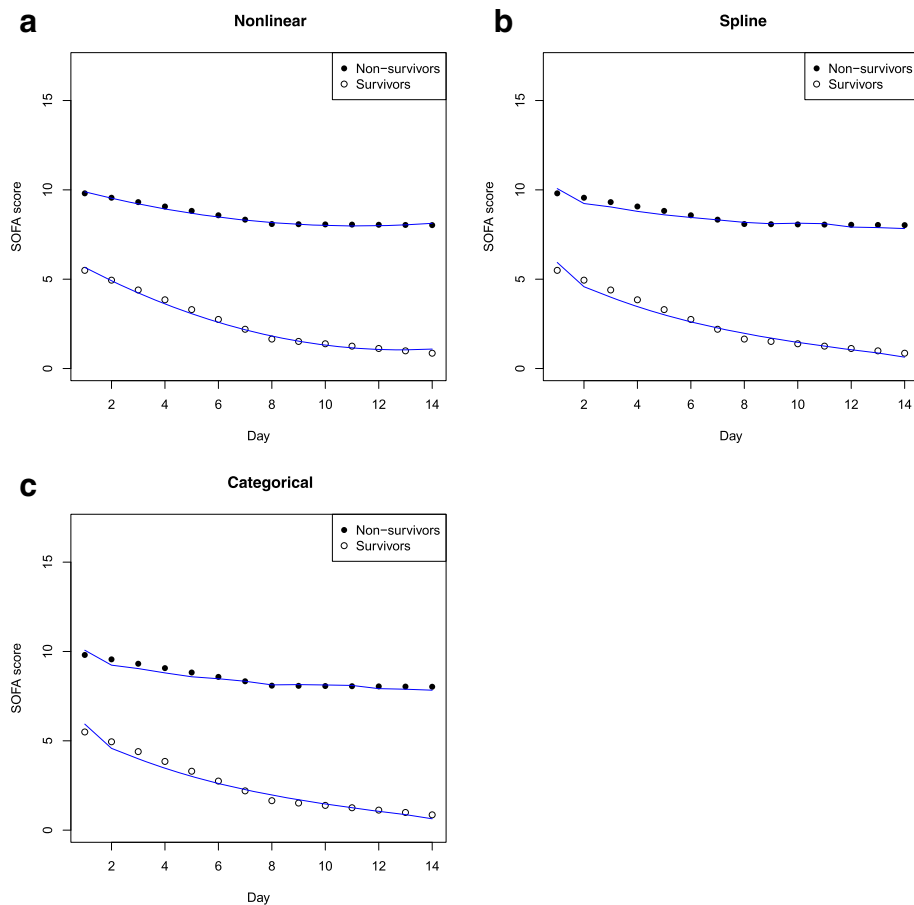 a
Nonlinear
Non−survivors
Survivors
15
10
5
0
SOFA score
2 4 6 8 10 12 14
Day
b
Spline
Non−survivors
Survivors
15
10
5
0
SOFA score
2 4 6 8 10 12 14
Day
c
Categorical
Non−survivors
Survivors
15
10
5
0
SOFA score
2 4 6 8 10 12 14
Day